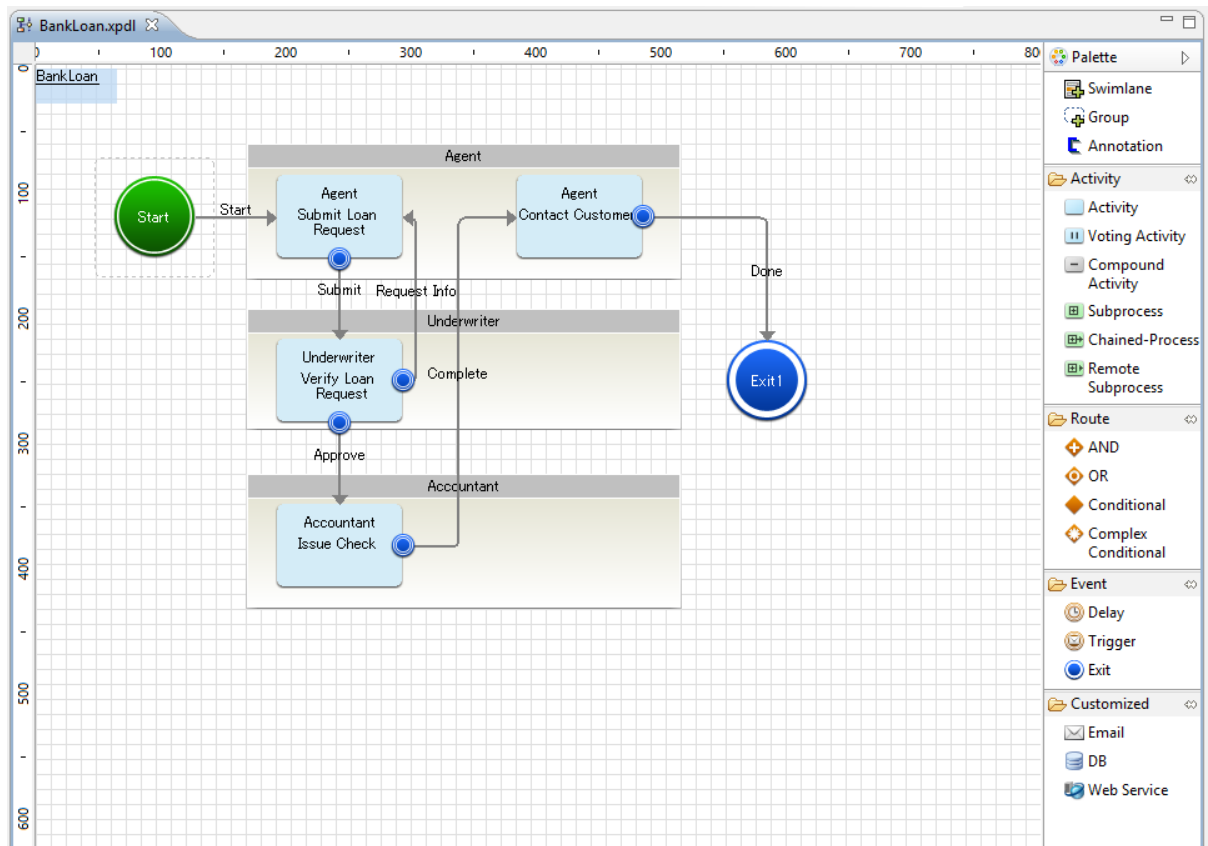 BankLoan.xpdl
0 100 200 300 400 500 600 700 80
0
100
200
300
400
500
600
BankLoan
Agent
Start
Start
Agent
Submit Loan
Request
Agent
Contact Customer
Submit
Request Info
Done
Underwriter
Underwriter
Verify Loan
Request
Complete
Exit1
Approve
Accountant
Accountant
Issue Check
Palette
Swimlane
Group
Annotation
Activity
Activity
Voting Activity
Compound
Activity
Subprocess
Chained-Process
Remote
Subprocess
Route
AND
OR
Conditional
Complex
Conditional
Event
Delay
Trigger
Exit
Customized
Email
DB
Web Service